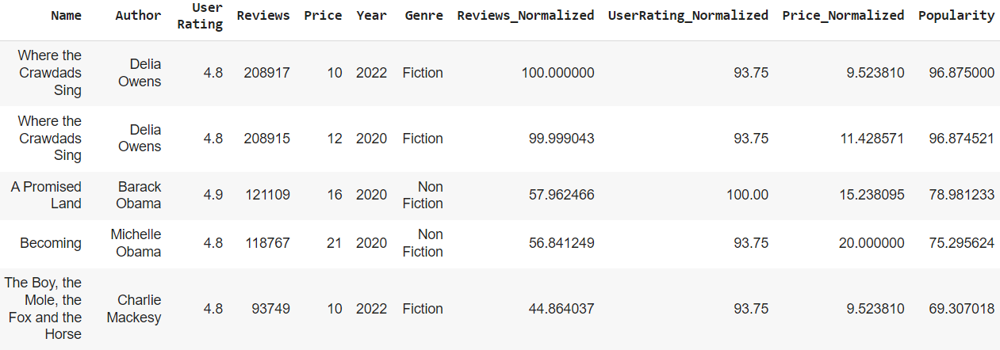 Name Author User Rating Reviews Price Year Genre Reviews_Normalized UserRating_Normalized Price_Normalized Popularity
Where the Crawdads Sing Delia Owens 4.8 208917 10 2022 Fiction 100.000000 93.75 9.523810 96.875000
Where the Crawdads Sing Delia Owens 4.8 208915 12 2020 Fiction 99.999043 93.75 11.428571 96.874521
A Promised Land Barack Obama 4.9 121109 16 2020 Non Fiction 57.962466 100.00 15.238095 78.981233
Becoming Michelle Obama 4.8 118767 21 2020 Non Fiction 56.841249 93.75 20.000000 75.295624
The Boy, the Mole, the Fox and the Horse Charlie Mackesy 4.8 93749 10 2022 Fiction 44.864037 93.75 9.523810 69.307018